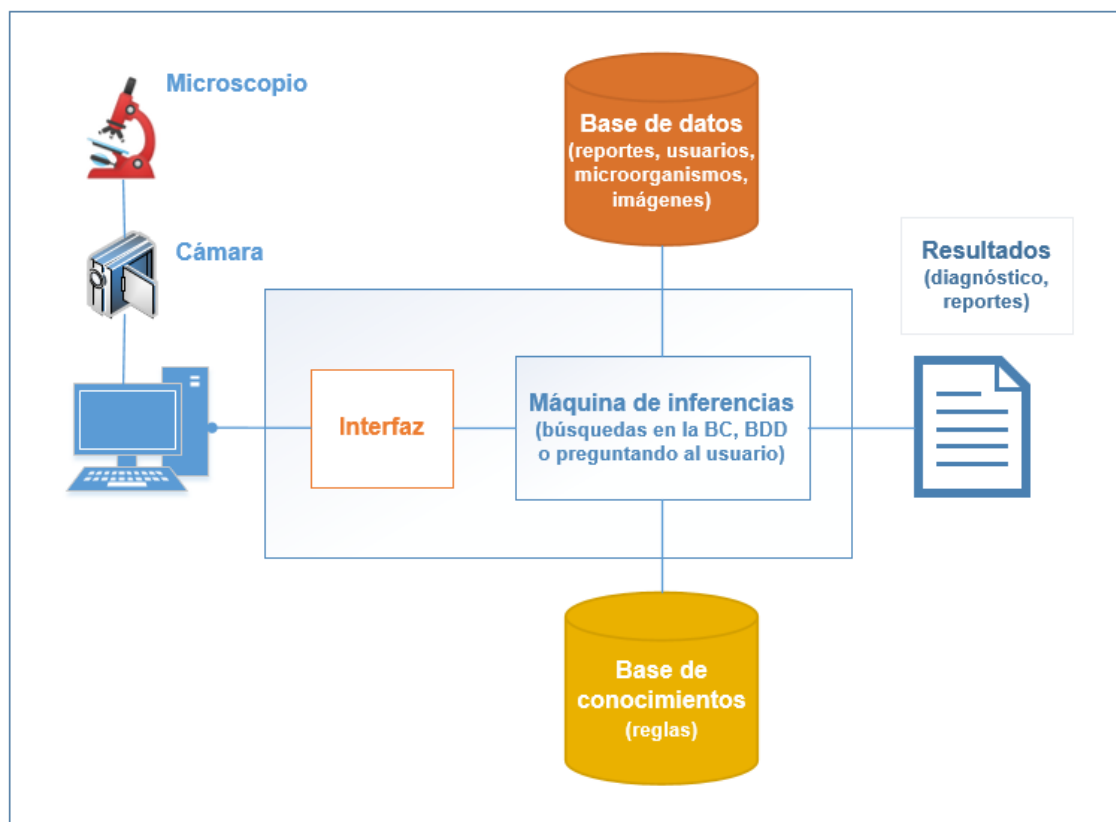 Microscopio
Cámara
Base de datos
(reportes, usuarios,
microorganismos,
imágenes)
Resultados
(diagnóstico,
reportes)
Interfaz
Máquina de inferencias
(búsquedas en la BC, BDD
o preguntando al usuario)
Base de
conocimientos
(reglas)